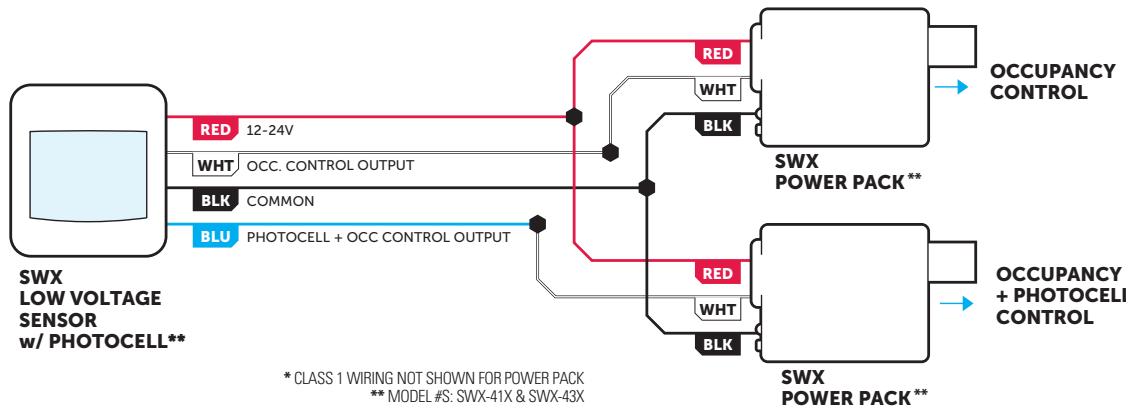 RED 12-24V
WHT OCC. CONTROL OUTPUT
BLK COMMON
BLU PHOTOCELL + OCC CONTROL OUTPUT
SWX
LOW VOLTAGE
SENSOR
w/ PHOTOCELL**
RED
WHT
BLK
SWX
POWER PACK**
OCCUPANCY
CONTROL
RED
WHT
BLK
SWX
POWER PACK**
OCCUPANCY
+ PHOTOCELL
CONTROL
* CLASS 1 WIRING NOT SHOWN FOR POWER PACK
** MODEL #S: SWX-41X & SWX-43X